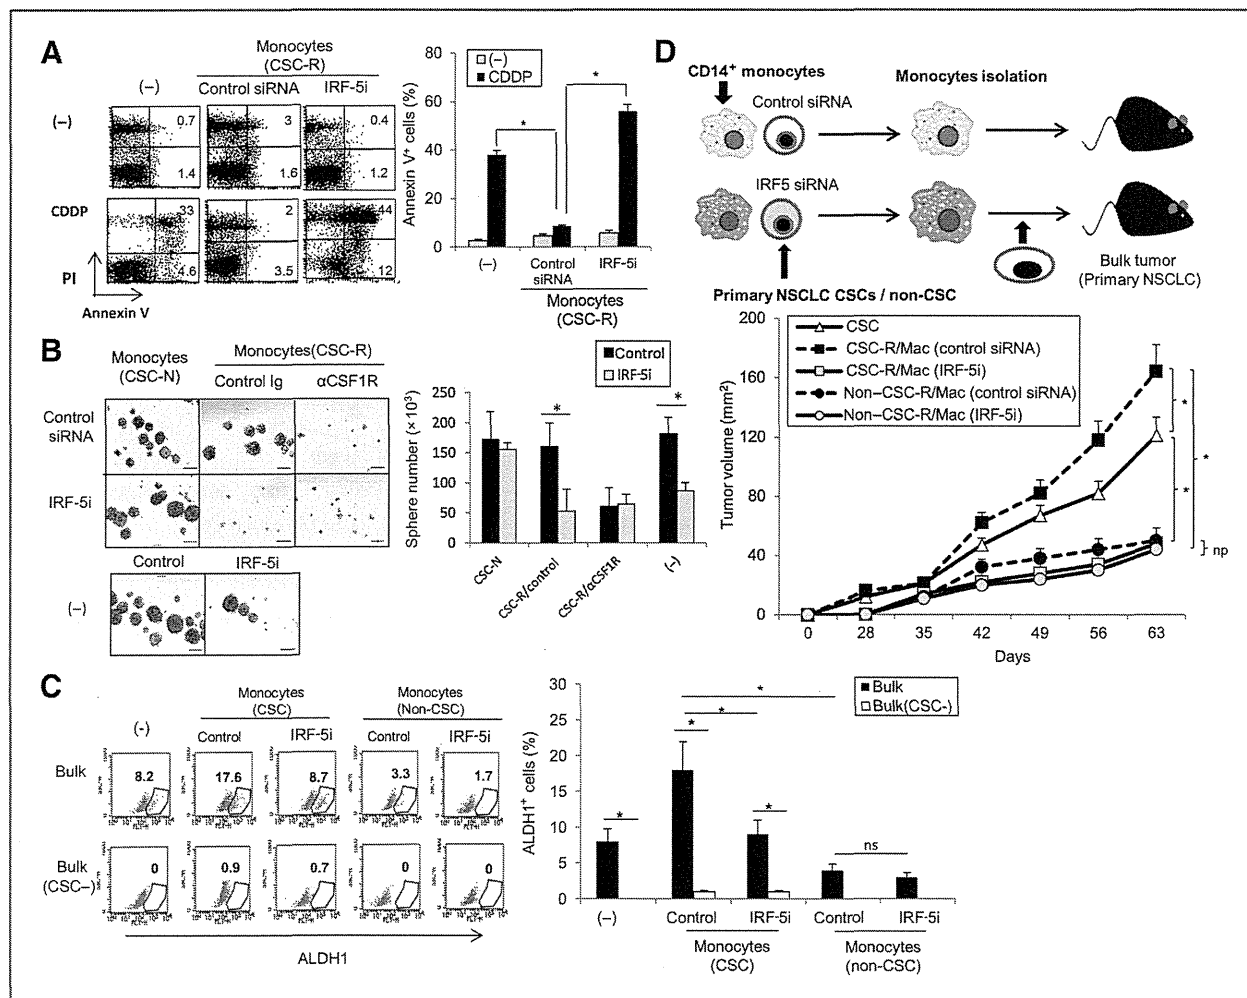 A
Monocytes
(CSC-R)
(–)
Control siRNA
IRF-5i
(–)
0.7
3
0.4
1.4
1.6
1.2
CDDP
33
2
44
4.6
3.5
12
PI
Annexin V
(–)
CDDP
Annexin V⁺ cells (%)
80
60
40
20
0
*
*
(–)
Control
siRNA
IRF-5i
Monocytes
(CSC-R)
B
Monocytes
(CSC-N)
Monocytes(CSC-R)
Control Ig
αCSF1R
Control
siRNA
IRF-5i
Control
IRF-5i
(–)
Control
IRF-5i
Sphere number (× 10³)
250
200
150
100
50
0
*
*
CSC-N
CSC-R/control
CSC-R/αCSF1R
(–)
C
(-)
Monocytes
(CSC)
Monocytes
(Non-CSC)
Control
IRF-5i
Control
IRF-5i
Bulk
8.2
17.6
8.7
3.3
1.7
Bulk
(CSC–)
0
0.9
0.7
0
0
ALDH1
Bulk
Bulk(CSC-)
ALDH1⁺ cells (%)
30
25
20
15
10
5
0
*
*
*
*
*
ns
(–)
Control
IRF-5i
Control
IRF-5i
Monocytes
(CSC)
Monocytes
(non-CSC)
D
CD14⁺ monocytes
Monocytes isolation
Control siRNA
IRF5 siRNA
Bulk tumor
(Primary NSCLC)
Primary NSCLC CSCs / non-CSC
CSC
CSC-R/Mac (control siRNA)
CSC-R/Mac (IRF-5i)
Non–CSC-R/Mac (control siRNA)
Non–CSC-R/Mac (IRF-5i)
Tumor volume (mm²)
200
160
120
80
40
0
*
*
*
np
0
28
35
42
49
56
63
Days